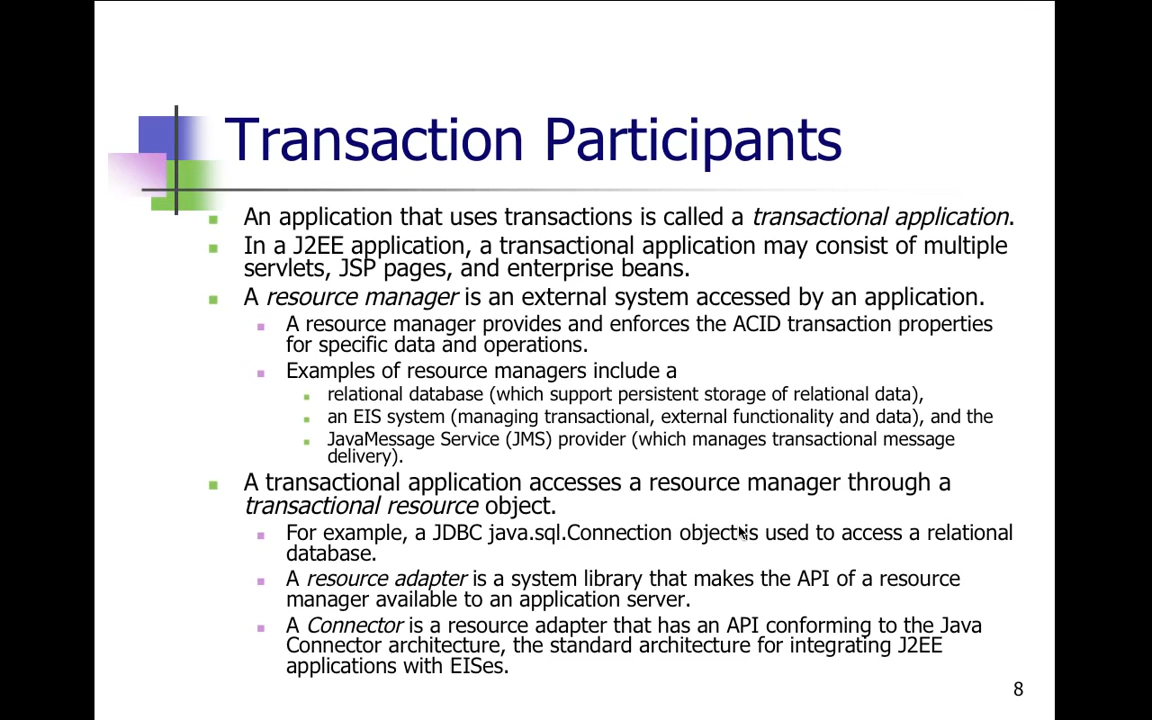 Transaction Participants
An application that uses transactions is called a transactional application.
In a J2EE application, a transactional application may consist of multiple
servlets, JSP pages, and enterprise beans.
A resource manager is an external system accessed by an application.
A resource manager provides and enforces the ACID transaction properties
for specific data and operations.
Examples of resource managers include a
relational database (which support persistent storage of relational data),
an EIS system (managing transactional, external functionality and data), and the
JavaMessage Service (JMS) provider (which manages transactional message
delivery).
A transactional application accesses a resource manager through a
transactional resource object.
For example, a JDBC java.sql.Connection object is used to access a relational
database.
A resource adapter is a system library that makes the API of a resource
manager available to an application server.
A Connector is a resource adapter that has an API conforming to the Java
Connector architecture, the standard architecture for integrating J2EE
applications with EISes.
8